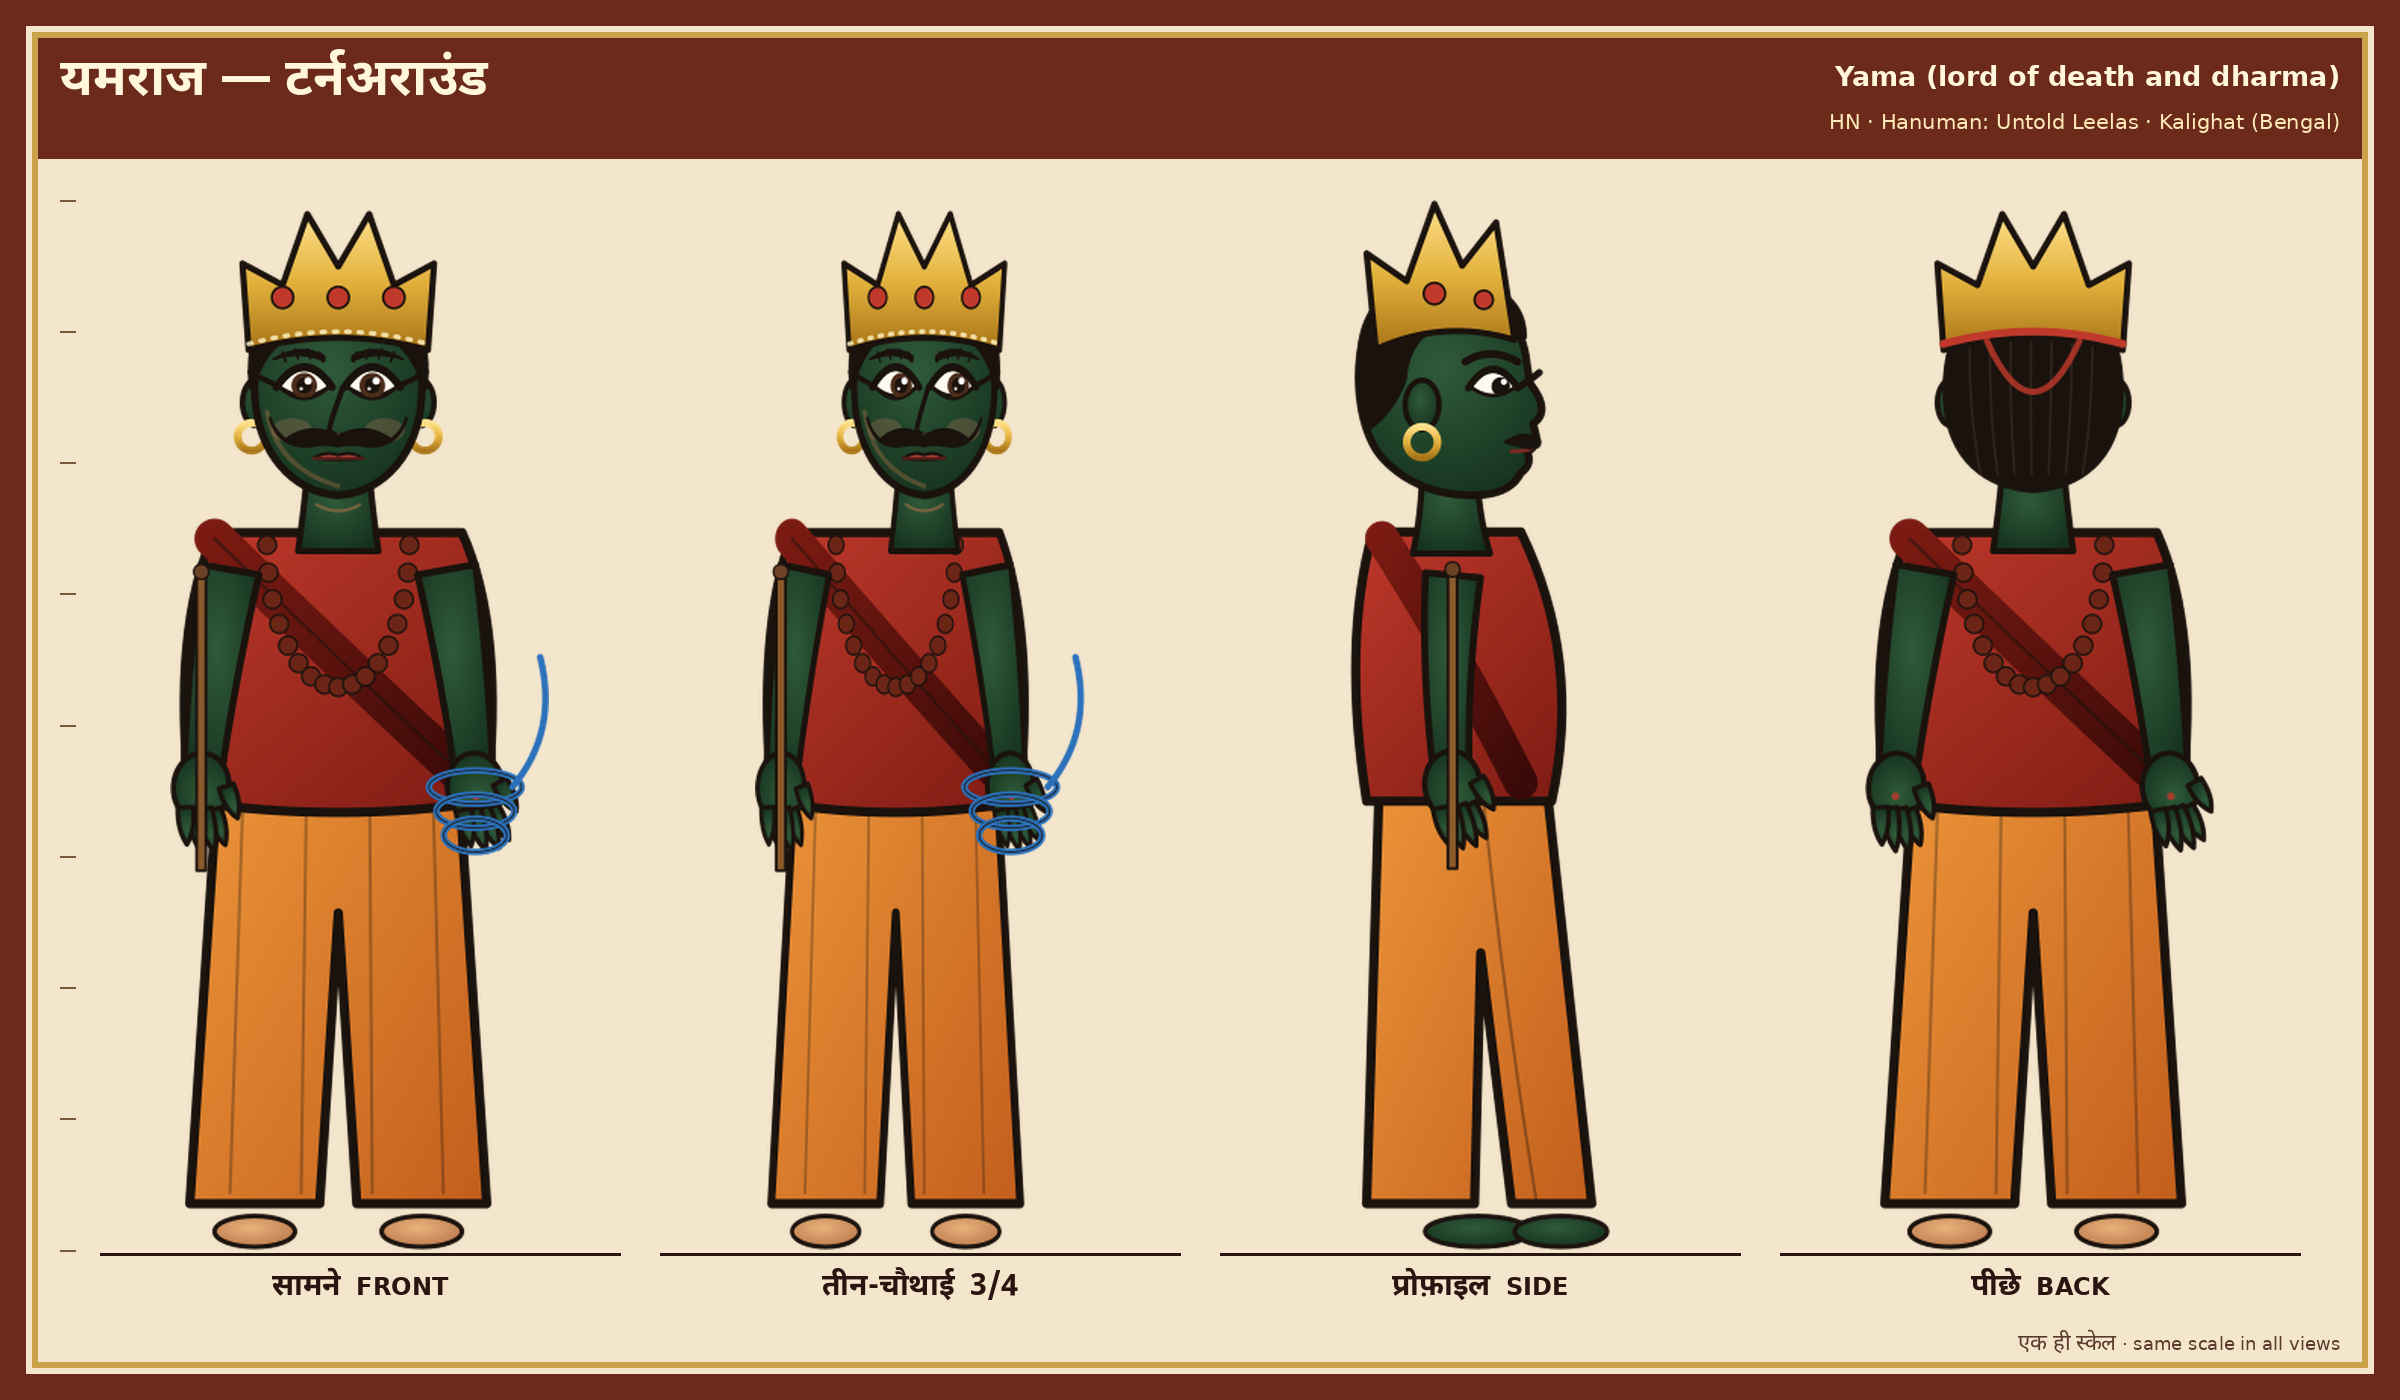 यमराज — टर्नअराउंड
Yama (lord of death and dharma)
HN · Hanuman: Untold Leelas · Kalighat (Bengal)
सामने FRONT
तीन-चौथाई 3/4
प्रोफ़ाइल SIDE
पीछे BACK
एक ही स्केल · same scale in all views